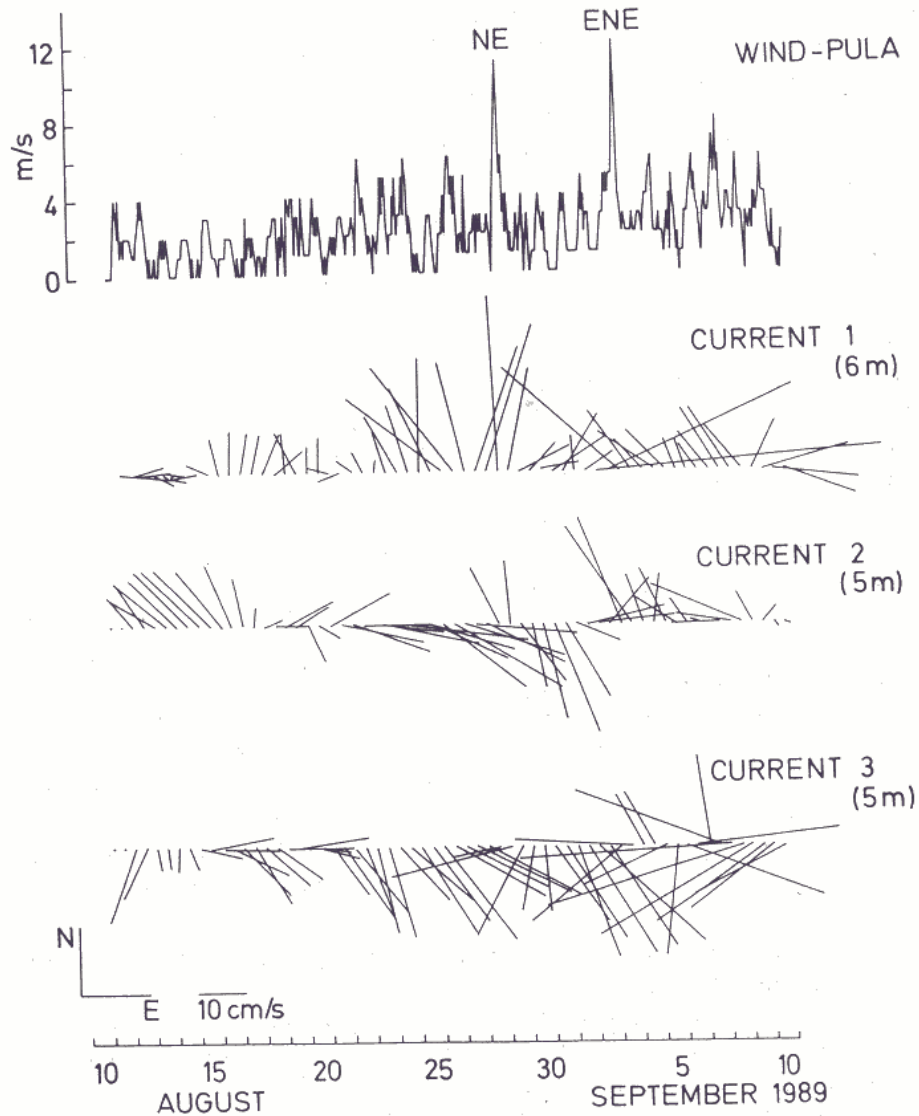 NE
ENE
WIND-PULA
12
8
4
0
m/s
CURRENT 1
(6m)
CURRENT 2
(5m)
CURRENT 3
(5m)
N
E
10 cm/s
10 15 20 25 30 5 10
AUGUST SEPTEMBER 1989